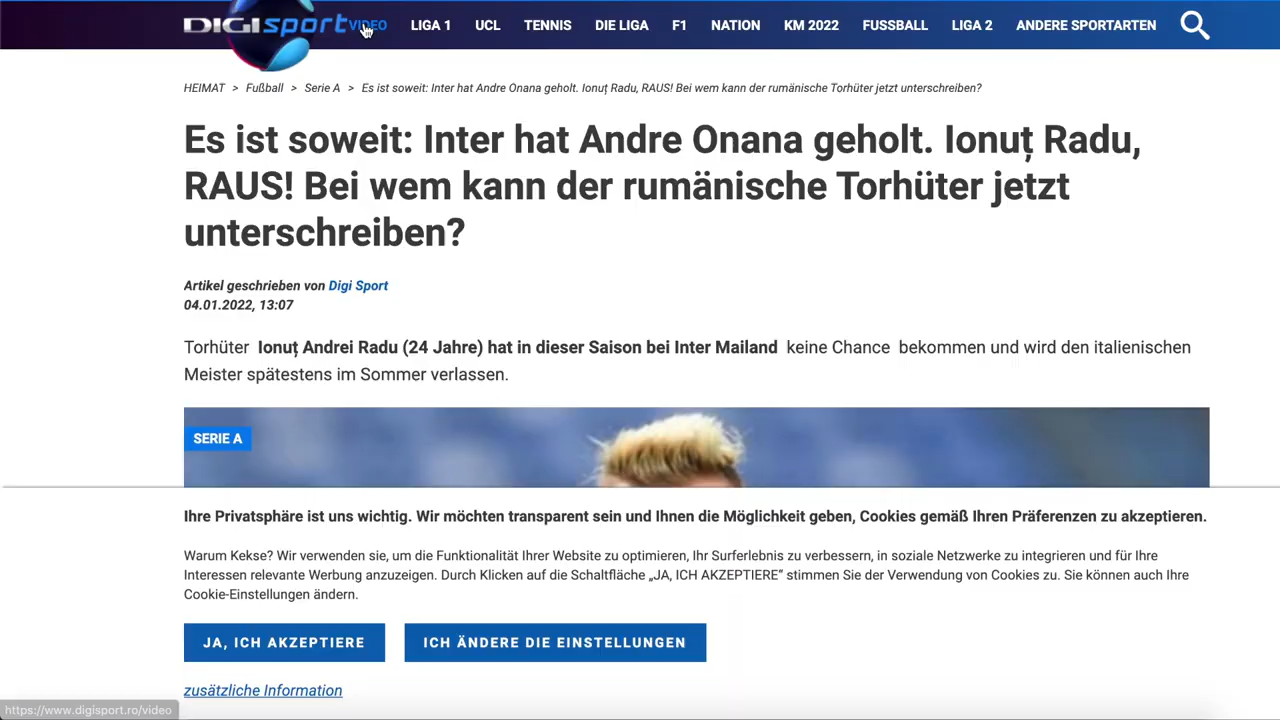 DIGI sport VIDEO LIGA 1 UCL TENNIS DIE LIGA F1 NATION KM 2022 FUSSBALL LIGA 2 ANDERE SPORTARTEN
HEIMAT > Fußball > Serie A > Es ist soweit: Inter hat Andre Onana geholt. Ionuț Radu, RAUS! Bei wem kann der rumänische Torhüter jetzt unterschreiben?
Es ist soweit: Inter hat Andre Onana geholt. Ionuț Radu,
RAUS! Bei wem kann der rumänische Torhüter jetzt
unterschreiben?
Artikel geschrieben von Digi Sport
04.01.2022, 13:07
Torhüter Ionuț Andrei Radu (24 Jahre) hat in dieser Saison bei Inter Mailand keine Chance bekommen und wird den italienischen
Meister spätestens im Sommer verlassen.
SERIE A
Ihre Privatsphäre ist uns wichtig. Wir möchten transparent sein und Ihnen die Möglichkeit geben, Cookies gemäß Ihren Präferenzen zu akzeptieren.
Warum Kekse? Wir verwenden sie, um die Funktionalität Ihrer Website zu optimieren, Ihr Surferlebnis zu verbessern, in soziale Netzwerke zu integrieren und für Ihre
Interessen relevante Werbung anzuzeigen. Durch Klicken auf die Schaltfläche „JA, ICH AKZEPTIERE“ stimmen Sie der Verwendung von Cookies zu. Sie können auch Ihre
Cookie-Einstellungen ändern.
JA, ICH AKZEPTIERE ICH ÄNDERE DIE EINSTELLUNGEN
zusätzliche Information
https://www.digisport.ro/video